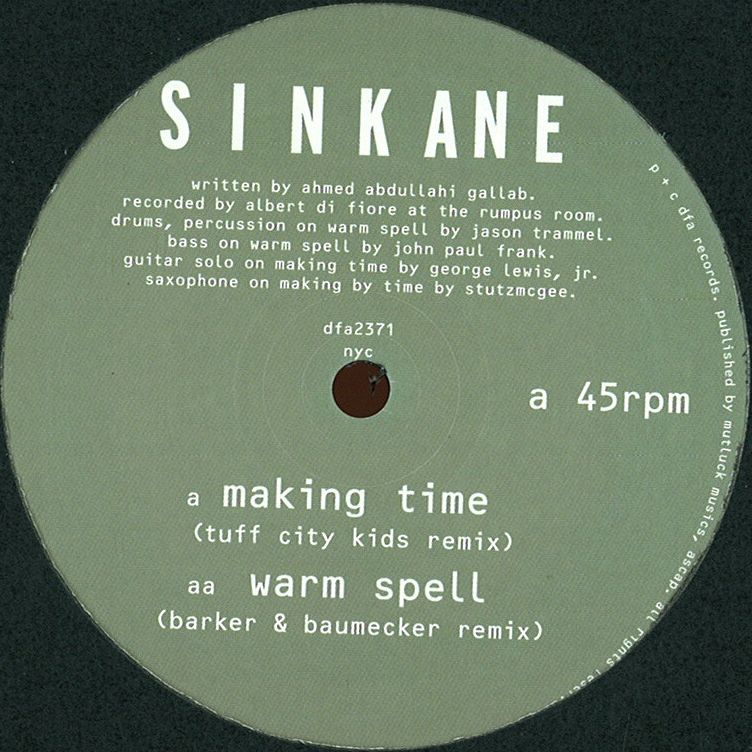 SINKANE
written by ahmed abdullahi gallab.
recorded by albert di fiore at the rumpus room.
drums, percussion on warm spell by jason trammel.
bass on warm spell by john paul frank.
guitar solo on making time by george lewis, jr.
saxophone on making by time by stutzmcgee.
dfa2371
nyc
a 45rpm
a making time
(tuff city kids remix)
aa warm spell
(barker & baumecker remix)
p + c dfa records. published by mutluck musics, ascap. all rights